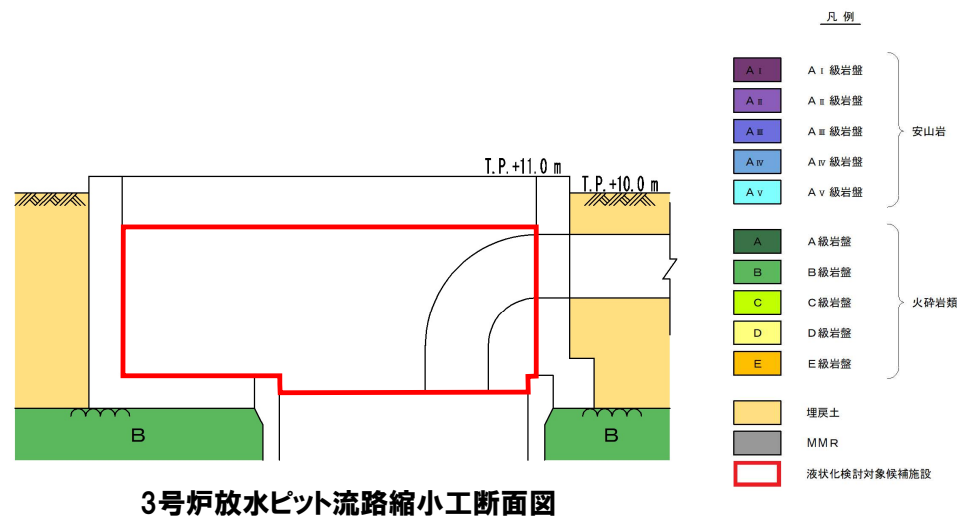 凡 例
AⅠ AⅠ級岩盤
AⅡ AⅡ級岩盤
AⅢ AⅢ級岩盤
AⅣ AⅣ級岩盤
AⅤ AⅤ級岩盤
安山岩
A A級岩盤
B B級岩盤
C C級岩盤
D D級岩盤
E E級岩盤
火砕岩類
埋戻土
MMR
液状化検討対象候補施設
T.P.+11.0 m
T.P.+10.0 m
B
B
3号炉放水ピット流路縮小工断面図